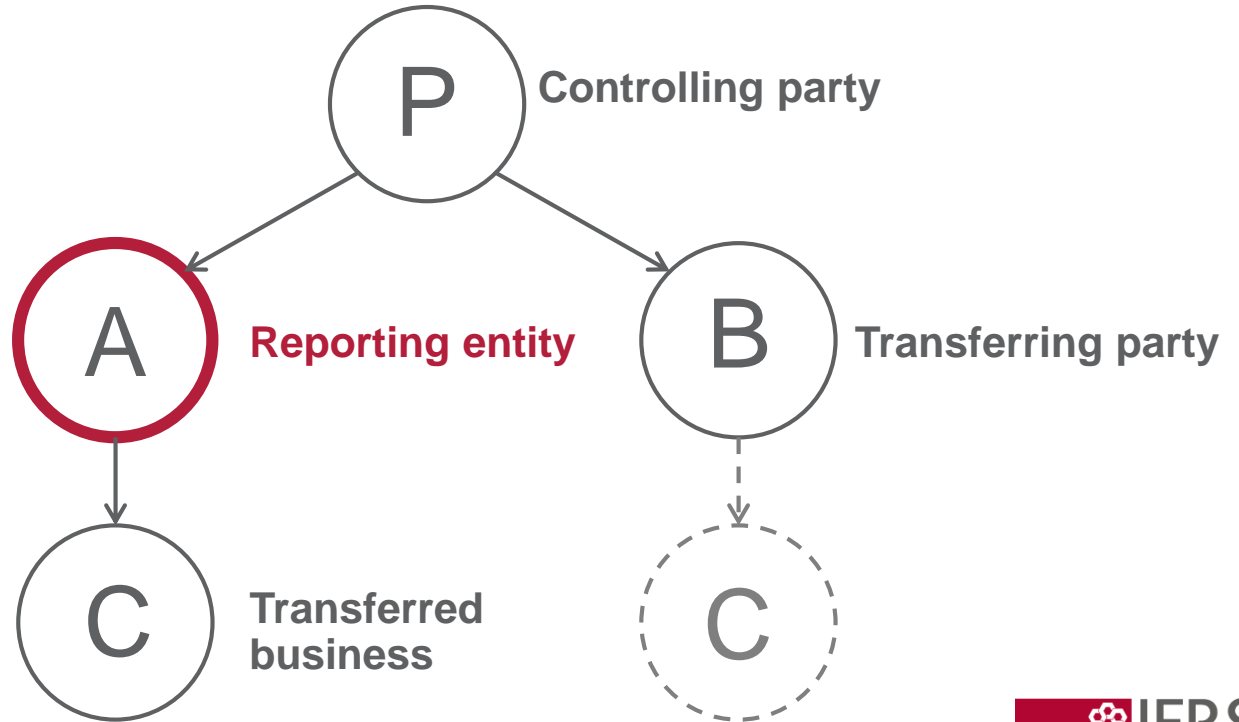 P
Controlling party
A
Reporting entity
B
Transferring party
C
Transferred
business
C